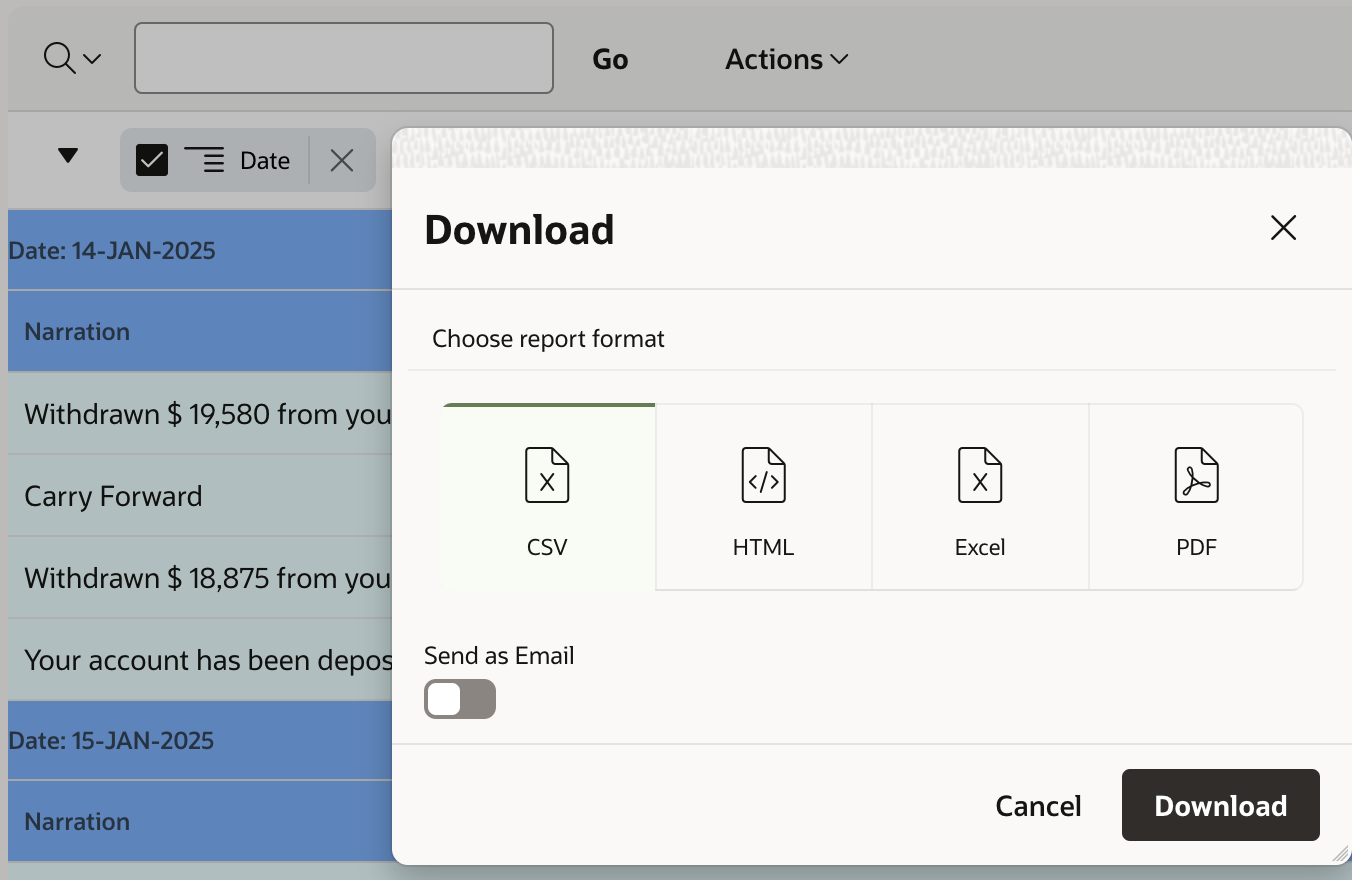 Go
Actions
Date
Download
Date: 14-JAN-2025
Choose report format
Narration
Withdrawn $ 19,580 from you
Carry Forward
X
</>
X
CSV
HTML
Excel
PDF
Withdrawn $ 18,875 from you
Your account has been depos
Send as Email
Date: 15-JAN-2025
Cancel
Download
Narration